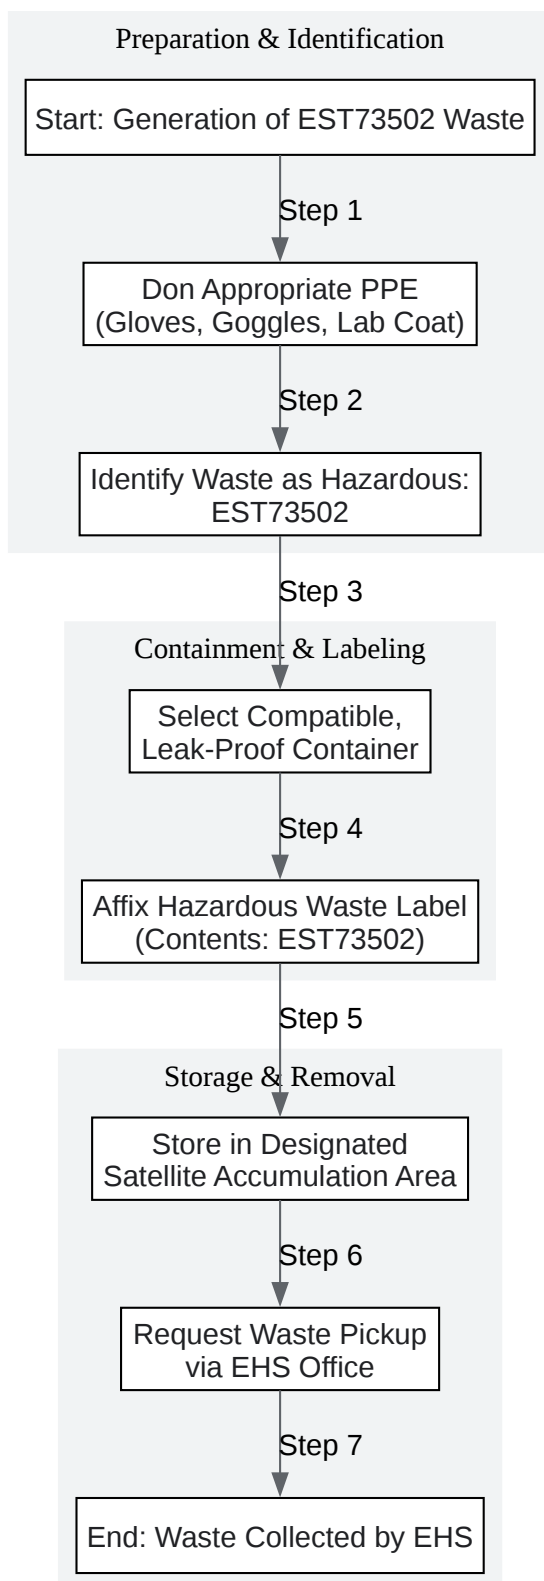 Preparation & Identification
Start: Generation of EST73502 Waste
Step 1
Don Appropriate PPE
(Gloves, Goggles, Lab Coat)
Step 2
Identify Waste as Hazardous:
EST73502
Step 3
Containment & Labeling
Select Compatible,
Leak-Proof Container
Step 4
Affix Hazardous Waste Label
(Contents: EST73502)
Step 5
Storage & Removal
Store in Designated
Satellite Accumulation Area
Step 6
Request Waste Pickup
via EHS Office
Step 7
End: Waste Collected by EHS